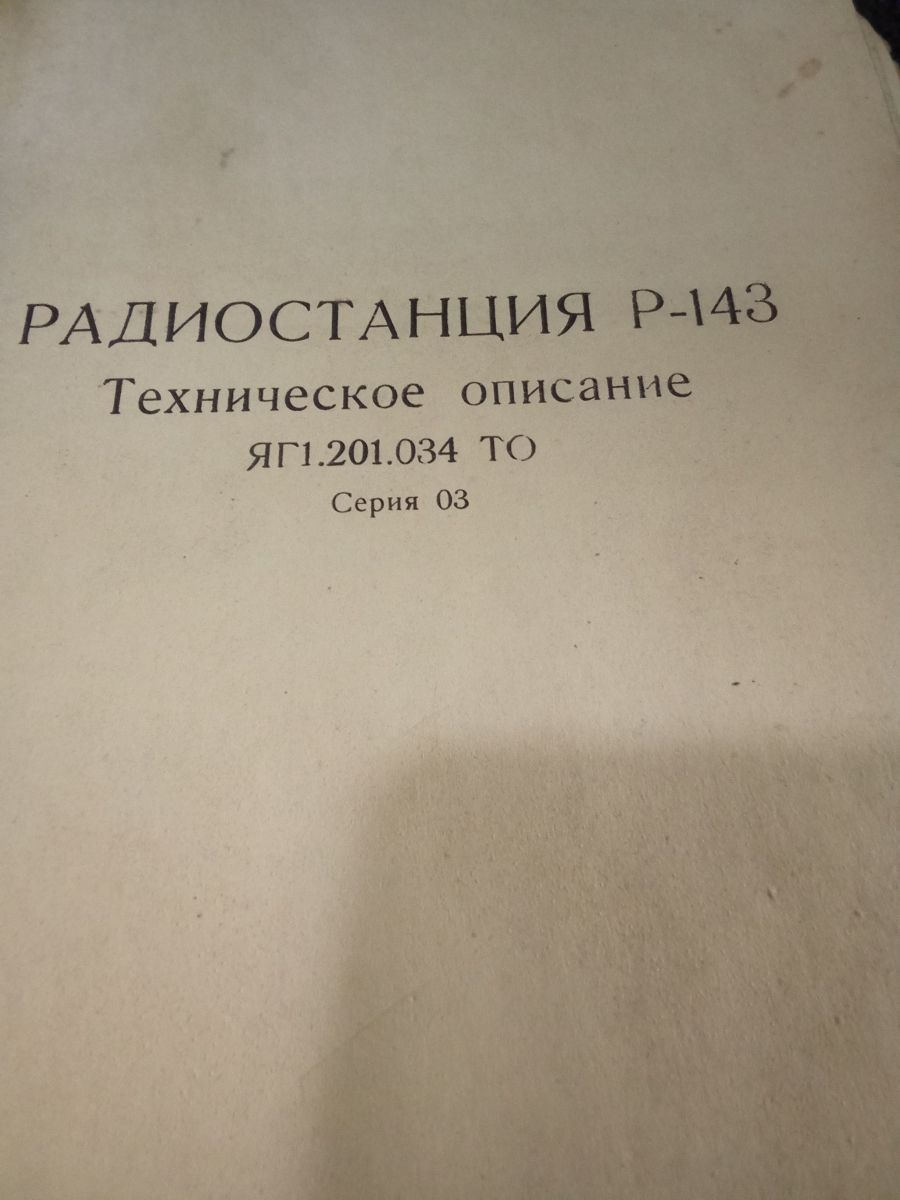 РАДИОСТАНЦИЯ Р-143
Техническое описание
ЯГ1.201.034 ТО
Серия 03